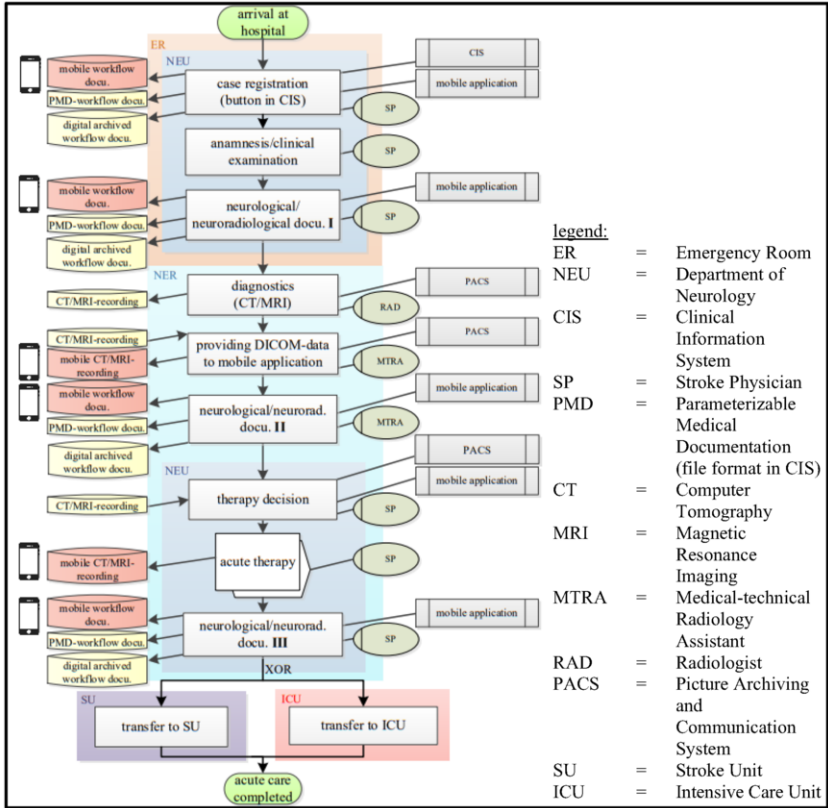 arrival at
hospital
ER
NEU
CIS
mobile workflow
docu.
mobile application
case registration
(button in CIS)
PMD-workflow docu.
SP
digital archived
workflow docu.
anamnesis/clinical
examination
SP
mobile workflow
docu.
mobile application
neurological/
neuroradiological docu. I
PMD-workflow docu.
SP
digital archived
workflow docu.
NER
diagnostics
(CT/MRI)
PACS
CT/MRI-recording
RAD
CT/MRI-recording
PACS
providing DICOM-data
to mobile application
mobile CT/MRI-
recording
MTRA
mobile workflow
docu.
mobile application
neurological/neurorad.
docu. II
PMD-workflow docu.
MTRA
digital archived
workflow docu.
PACS
NEU
mobile application
therapy decision
CT/MRI-recording
SP
acute therapy
mobile CT/MRI-
recording
SP
mobile workflow
docu.
mobile application
neurological/neurorad.
docu. III
PMD-workflow docu.
SP
digital archived
workflow docu.
XOR
SU
transfer to SU
ICU
transfer to ICU
acute care
completed
legend:
ER = Emergency Room
NEU = Department of
Neurology
CIS = Clinical
Information
System
SP = Stroke Physician
PMD = Parameterizable
Medical
Documentation
(file format in CIS)
CT = Computer
Tomography
MRI = Magnetic
Resonance
Imaging
MTRA = Medical-technical
Radiology
Assistant
RAD = Radiologist
PACS = Picture Archiving
and
Communication
System
SU = Stroke Unit
ICU = Intensive Care Unit